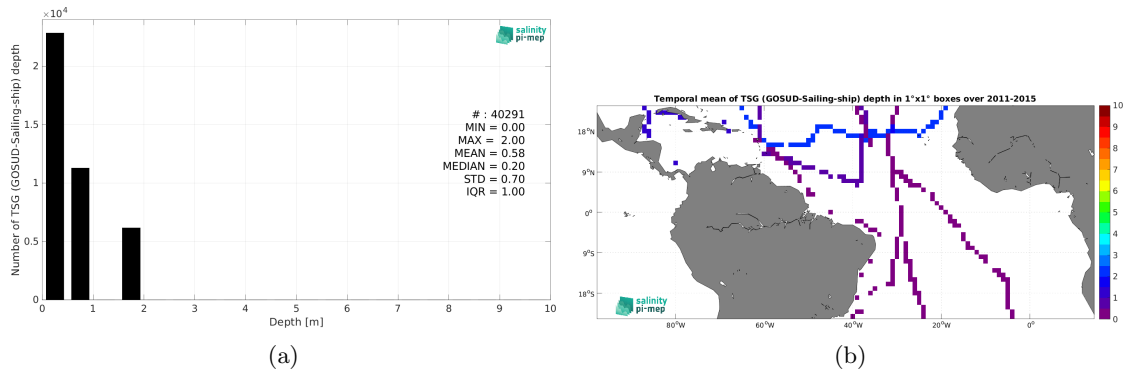 ×10⁴
2
1.5
1
0.5
0
0 1 2 3 4 5 6 7 8 9 10
Number of TSG (GOSUD-Sailing-ship) depth
Depth [m]
salinity
pi-mep
# : 40291
MIN = 0.00
MAX = 2.00
MEAN = 0.58
MEDIAN = 0.20
STD = 0.70
IQR = 1.00
(a)
Temporal mean of TSG (GOSUD-Sailing-ship) depth in 1°x1° boxes over 2011-2015
18°N
9°N
0°
9°S
18°S
80°W 60°W 40°W 20°W 0°
salinity
pi-mep
10
9
8
7
6
5
4
3
2
1
0
(b)